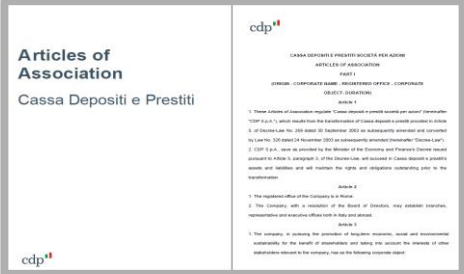 Articles of
Association
Cassa Depositi e Prestiti
cdp
cdp
CASSA DEPOSITI E PRESTITI SOCIETÀ PER AZIONI
ARTICLES OF ASSOCIATION
PART I
(ORIGIN - CORPORATE NAME - REGISTERED OFFICE - CORPORATE
OBJECT- DURATION)
Article 1
1. These Articles of Association regulate "Cassa depositi e prestiti società per azioni" (hereinafter
"CDP S.p.A."), which results from the transformation of Cassa depositi e prestiti provided in Article
5 of Decree-Law No. 269 dated 30 September 2003 as subsequently amended and converted
by Law No. 326 dated 24 November 2003 as subsequently amended (hereinafter "Decree-Law").
2. CDP S.p.A., save as provided by the Minister of the Economy and Finance's Decree issued
pursuant to Article 5, paragraph 3, of the Decree-Law, will succeed in Cassa depositi e prestiti's
assets and liabilities and will maintain the rights and obligations outstanding prior to the
transformation.
Article 2
1. The registered office of the Company is in Rome.
2. The Company, with a resolution of the Board of Directors, may establish branches,
representative and executive offices both in Italy and abroad.
Article 3
1. The company, in pursuing the promotion of long-term economic, social and environmental
sustainability for the benefit of shareholders and taking into account the interests of other
stakeholders relevant to the company, has as the following corporate object: